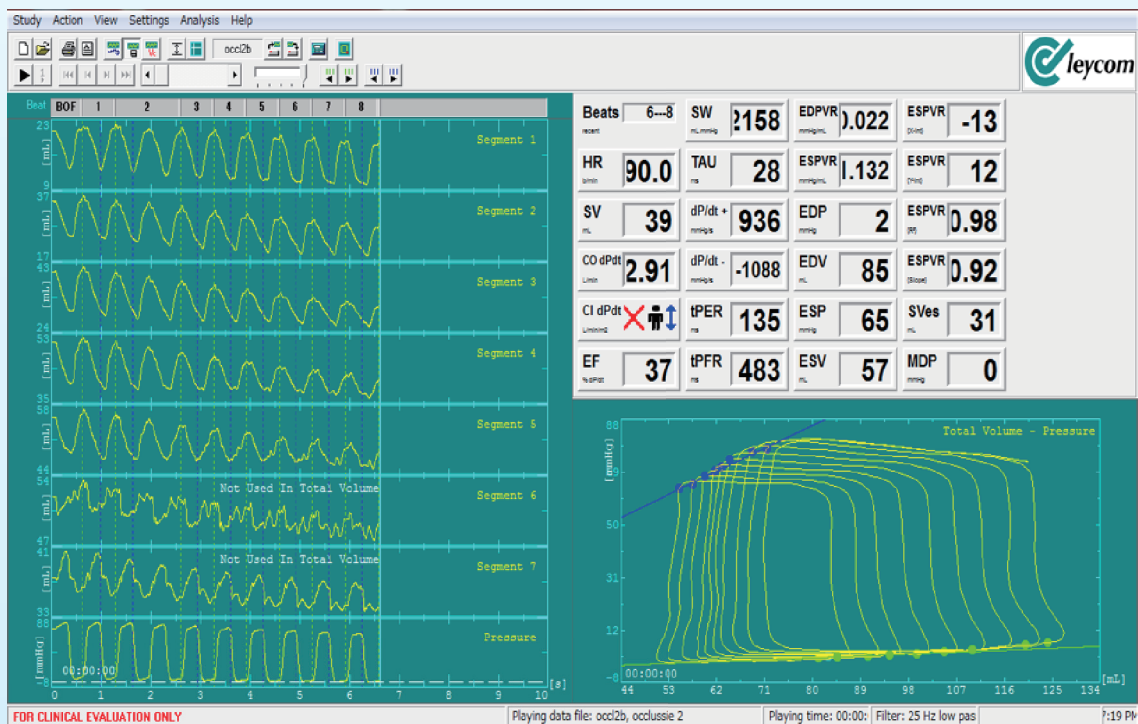 Study Action View Settings Analysis Help
occl2b
leycom
Beat BOF 1 2 3 4 5 6 7 8
23
[mL]
9
Segment 1
37
[mL]
17
Segment 2
43
[mL]
24
Segment 3
53
[mL]
35
Segment 4
58
[mL]
44
Segment 5
54
[mL]
47
Not Used In Total Volume
Segment 6
41
[mL]
33
Not Used In Total Volume
Segment 7
88
[mmHg]
-8
Pressure
00:00:00
0 1 2 3 4 5 6 7 8 9 10 [s]
Beats 6---8 SW 2158 EDPVR 0.022 ESPVR -13
recent mL.mmHg mmHg/mL [X-Int]
HR 90.0 TAU 28 ESPVR 1.132 ESPVR 12
b/min ms mmHg/mL [Y-Int]
SV 39 dP/dt + 936 EDP 2 ESPVR 0.98
mL mmHg/s mmHg
CO dPdt 2.91 dP/dt - -1088 EDV 85 ESPVR 0.92
L/min mmHg/s mL [Slope]
CI dPdt tPER 135 ESP 65 SVes 31
L/min/m2 ms mmHg mL
EF 37 tPFR 483 ESV 57 MDP 0
% dPdt ms mL mmHg
Total Volume - Pressure
88
[mmHg]
69
50
31
12
-8
00:00:00
44 53 62 71 80 89 98 107 116 125 134
[mL]
FOR CLINICAL EVALUATION ONLY
Playing data file: occl2b, occlussie 2
Playing time: 00:00:
Filter: 25 Hz low pas
7:19 PM